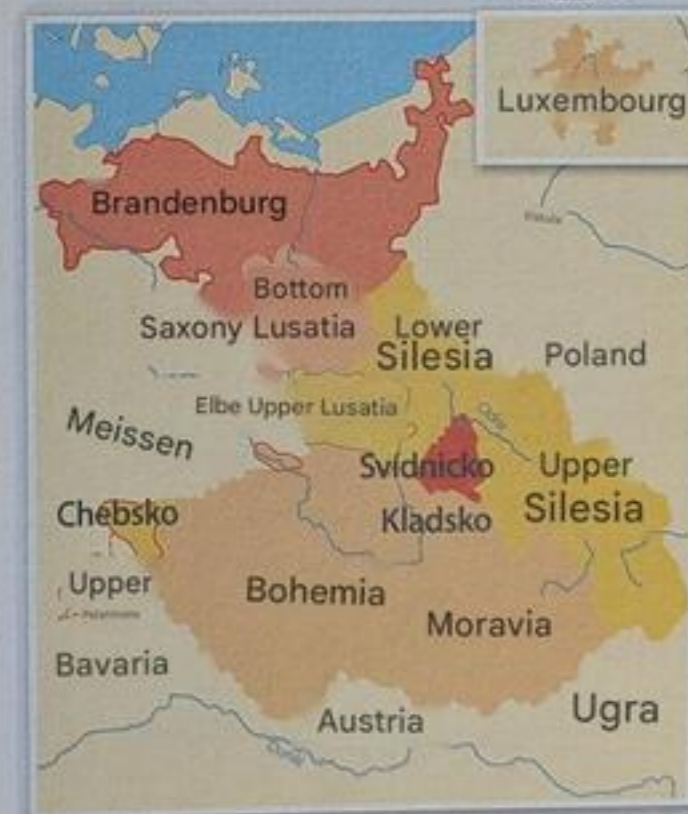 Luxembourg
Brandenburg
Bottom
Saxony Lusatia
Lower
Silesia
Poland
Elbe Upper Lusatia
Meissen
Odra
Svídnicko
Upper
Silesia
Chebsko
Kladsko
Upper
Bohemia
Moravia
Bavaria
Austria
Ugra